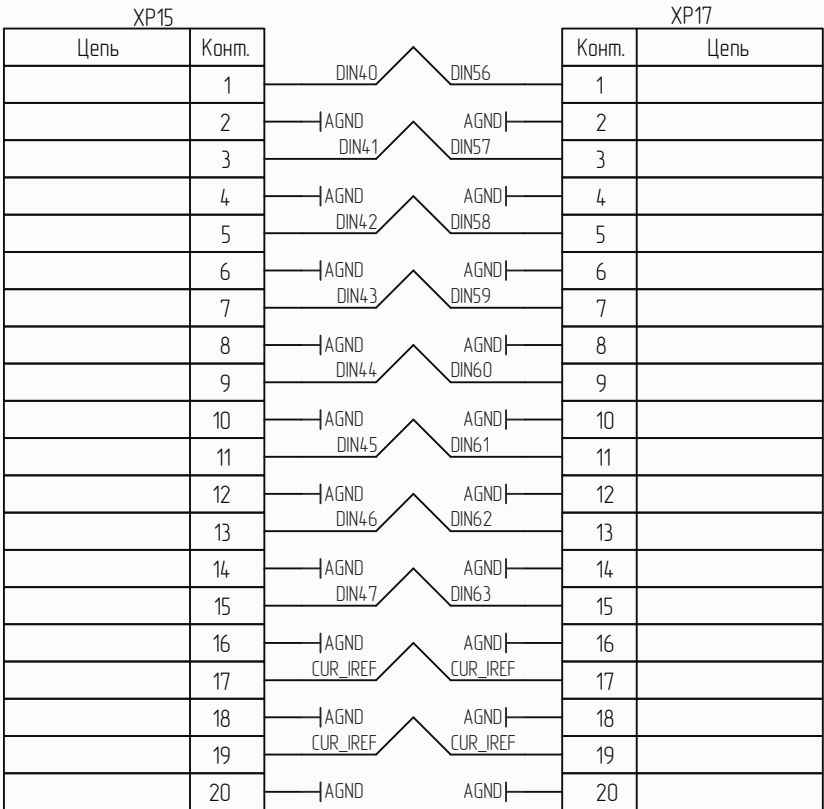 XP15 XP17
Цепь Конт. Конт. Цепь
1 DIN40 DIN56 1
2 AGND AGND 2
3 DIN41 DIN57 3
4 AGND AGND 4
5 DIN42 DIN58 5
6 AGND AGND 6
7 DIN43 DIN59 7
8 AGND AGND 8
9 DIN44 DIN60 9
10 AGND AGND 10
11 DIN45 DIN61 11
12 AGND AGND 12
13 DIN46 DIN62 13
14 AGND AGND 14
15 DIN47 DIN63 15
16 AGND AGND 16
17 CUR_IREF CUR_IREF 17
18 AGND AGND 18
19 CUR_IREF CUR_IREF 19
20 AGND AGND 20